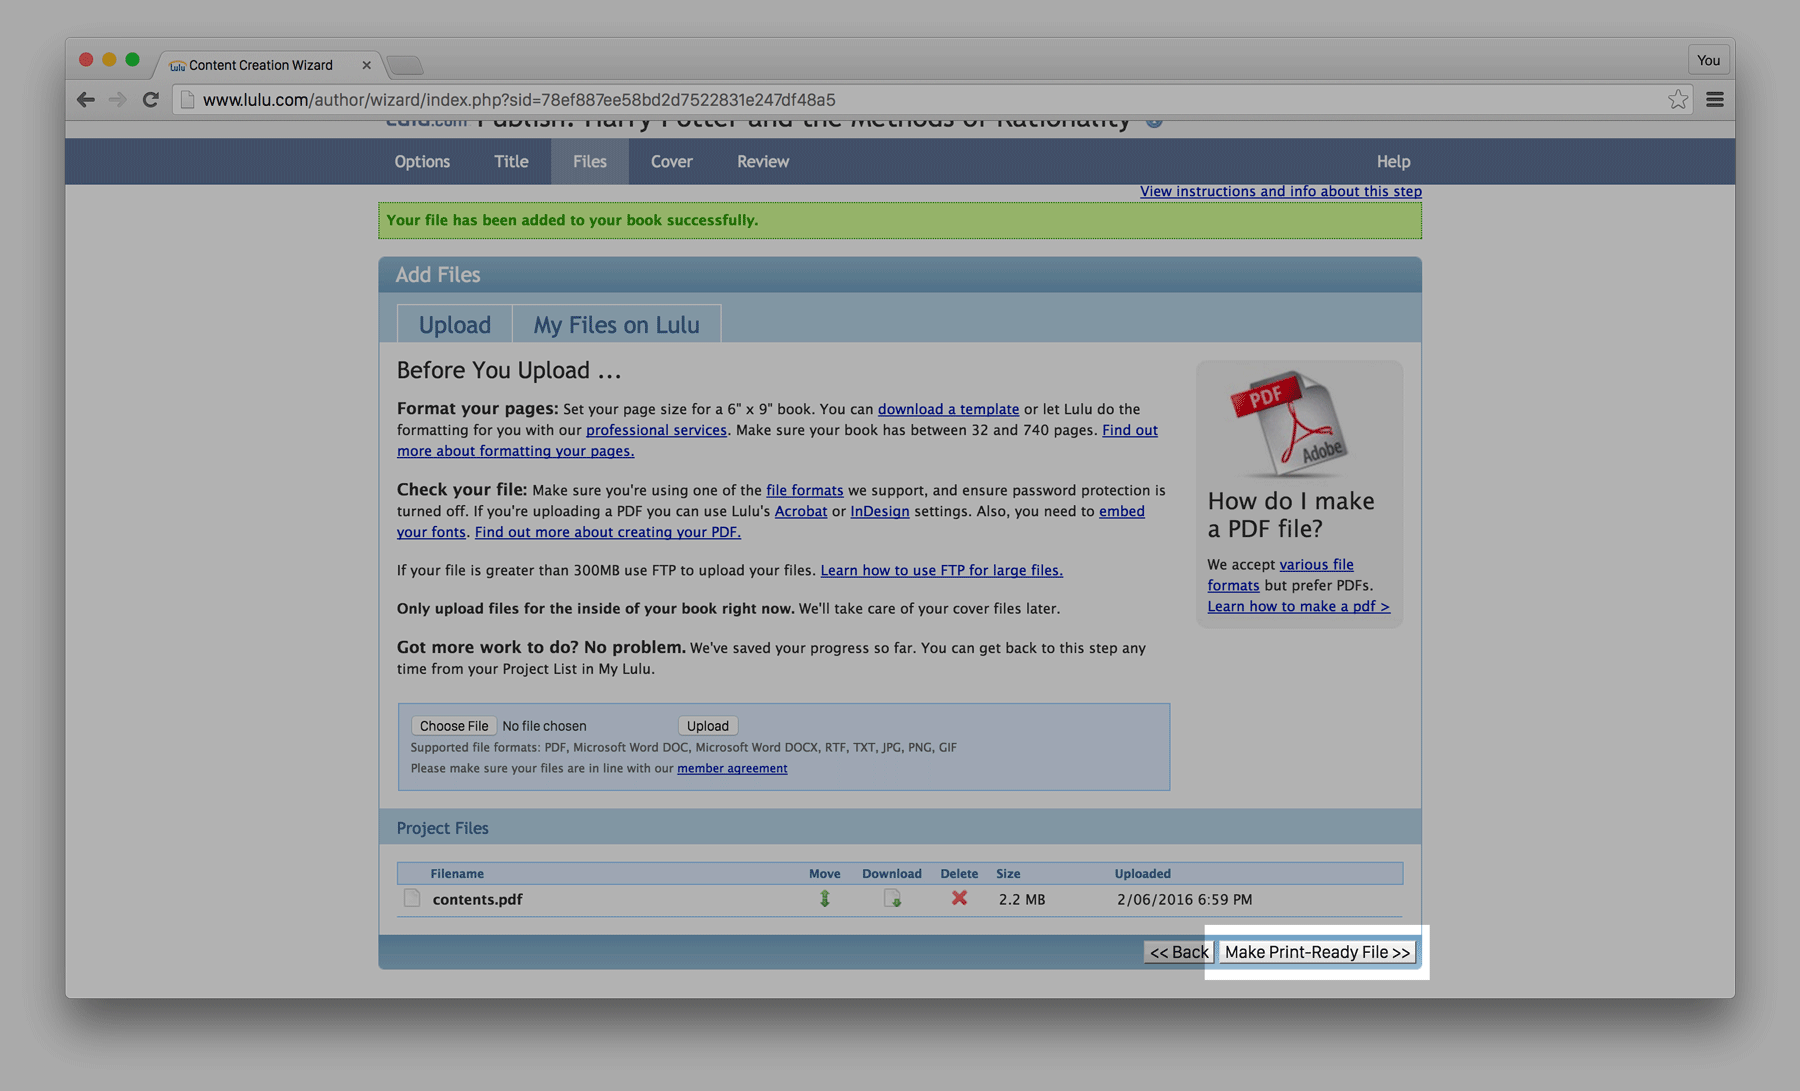 Content Creation Wizard
You
www.lulu.com/author/wizard/index.php?sid=78ef887ee58bd2d7522831e247df48a5
Lulu.com Publish: Harry Potter and the Methods of Rationality
Options Title Files Cover Review Help
View instructions and info about this step
Your file has been added to your book successfully.
Add Files
Upload My Files on Lulu
Before You Upload ...
Format your pages: Set your page size for a 6" x 9" book. You can download a template or let Lulu do the
formatting for you with our professional services. Make sure your book has between 32 and 740 pages. Find out
more about formatting your pages.
Check your file: Make sure you're using one of the file formats we support, and ensure password protection is
turned off. If you're uploading a PDF you can use Lulu's Acrobat or InDesign settings. Also, you need to embed
your fonts. Find out more about creating your PDF.
If your file is greater than 300MB use FTP to upload your files. Learn how to use FTP for large files.
Only upload files for the inside of your book right now. We'll take care of your cover files later.
Got more work to do? No problem. We've saved your progress so far. You can get back to this step any
time from your Project List in My Lulu.
PDF
Adobe
How do I make
a PDF file?
We accept various file
formats but prefer PDFs.
Learn how to make a pdf >
Choose File No file chosen Upload
Supported file formats: PDF, Microsoft Word DOC, Microsoft Word DOCX, RTF, TXT, JPG, PNG, GIF
Please make sure your files are in line with our member agreement
Project Files
Filename Move Download Delete Size Uploaded
contents.pdf 2.2 MB 2/06/2016 6:59 PM
<< Back Make Print-Ready File >>